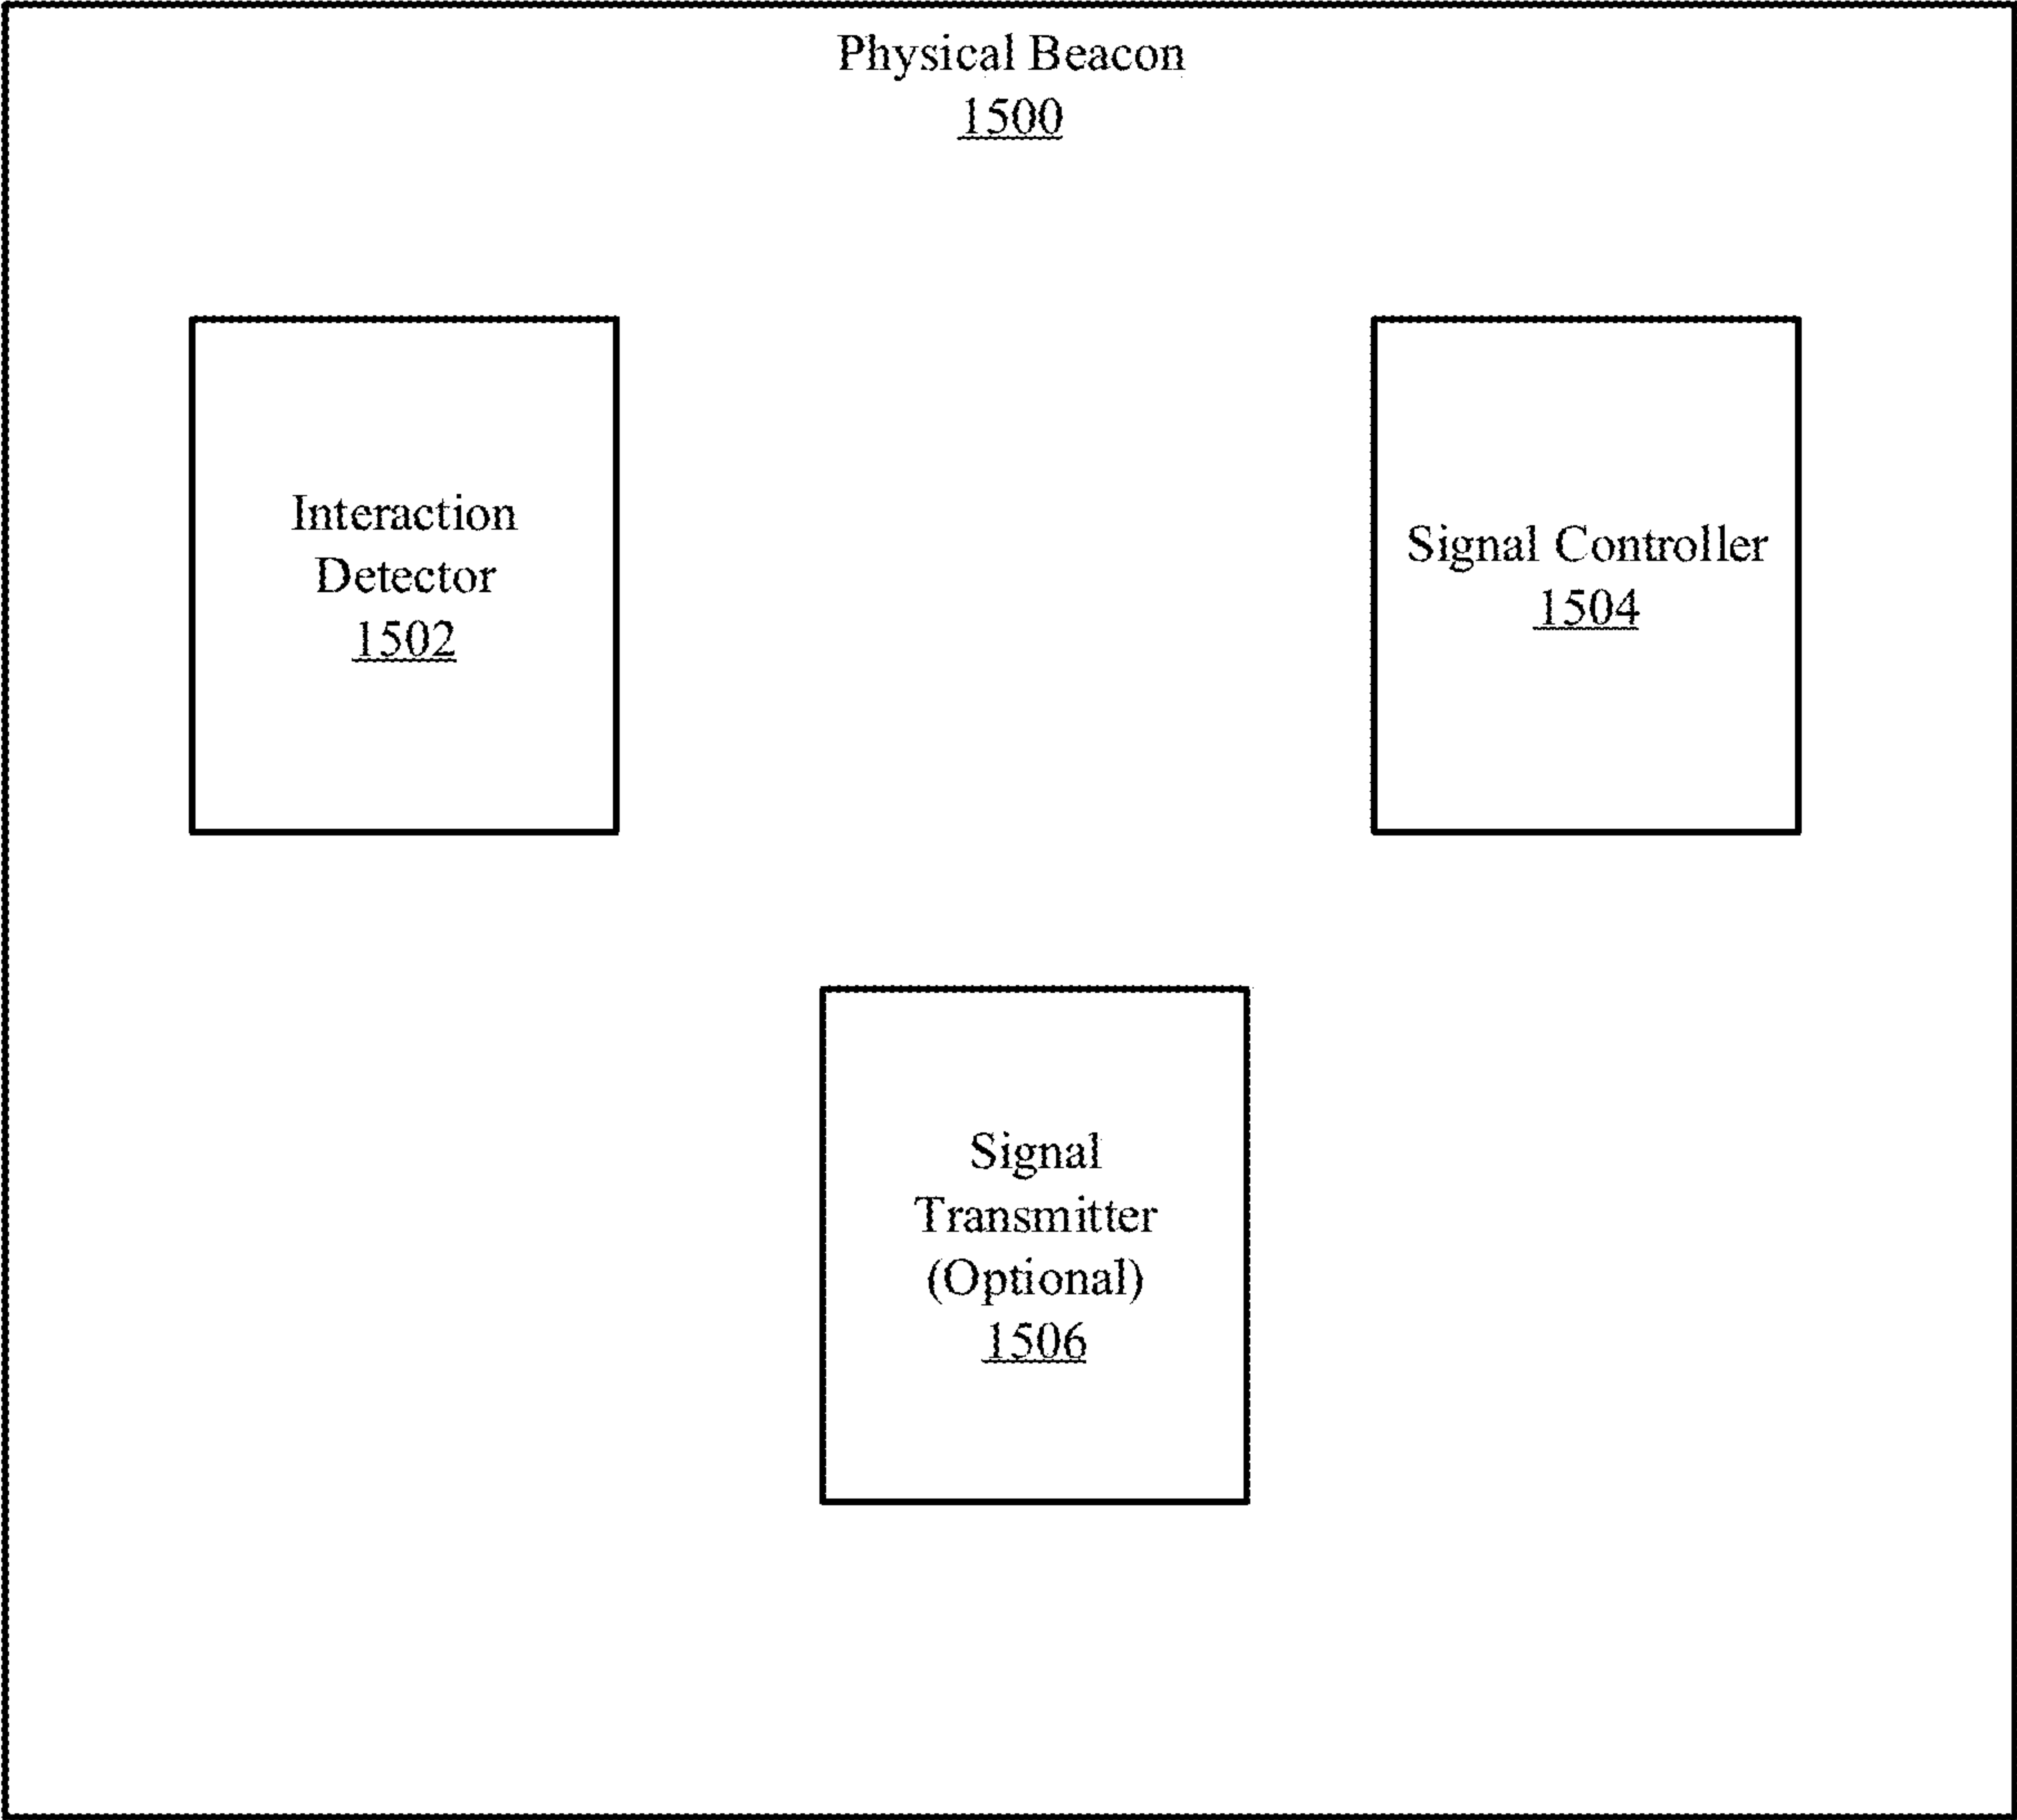 Physical Beacon
1500
Interaction
Detector
1502
Signal Controller
1504
Signal
Transmitter
(Optional)
1506